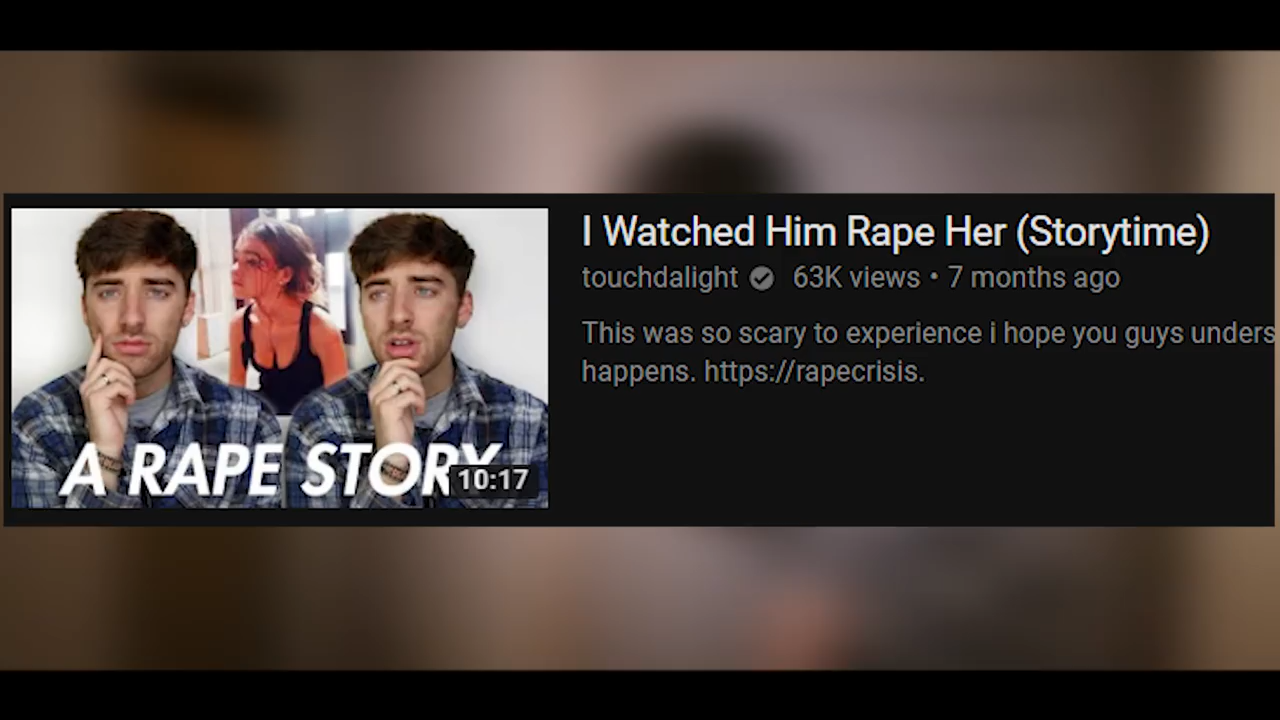 I Watched Him Rape Her (Storytime)
touchdalight 63K views • 7 months ago
This was so scary to experience i hope you guys unders
happens. https://rapecrisis.
A RAPE STORY
10:17